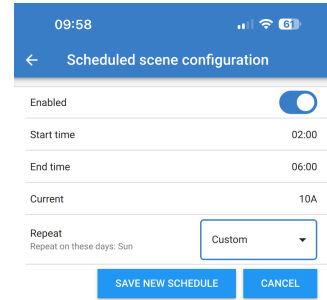 09:58
61
Scheduled scene configuration
Enabled
Start time 02:00
End time 06:00
Current 10A
Repeat
Repeat on these days: Sun
Custom
SAVE NEW SCHEDULE CANCEL